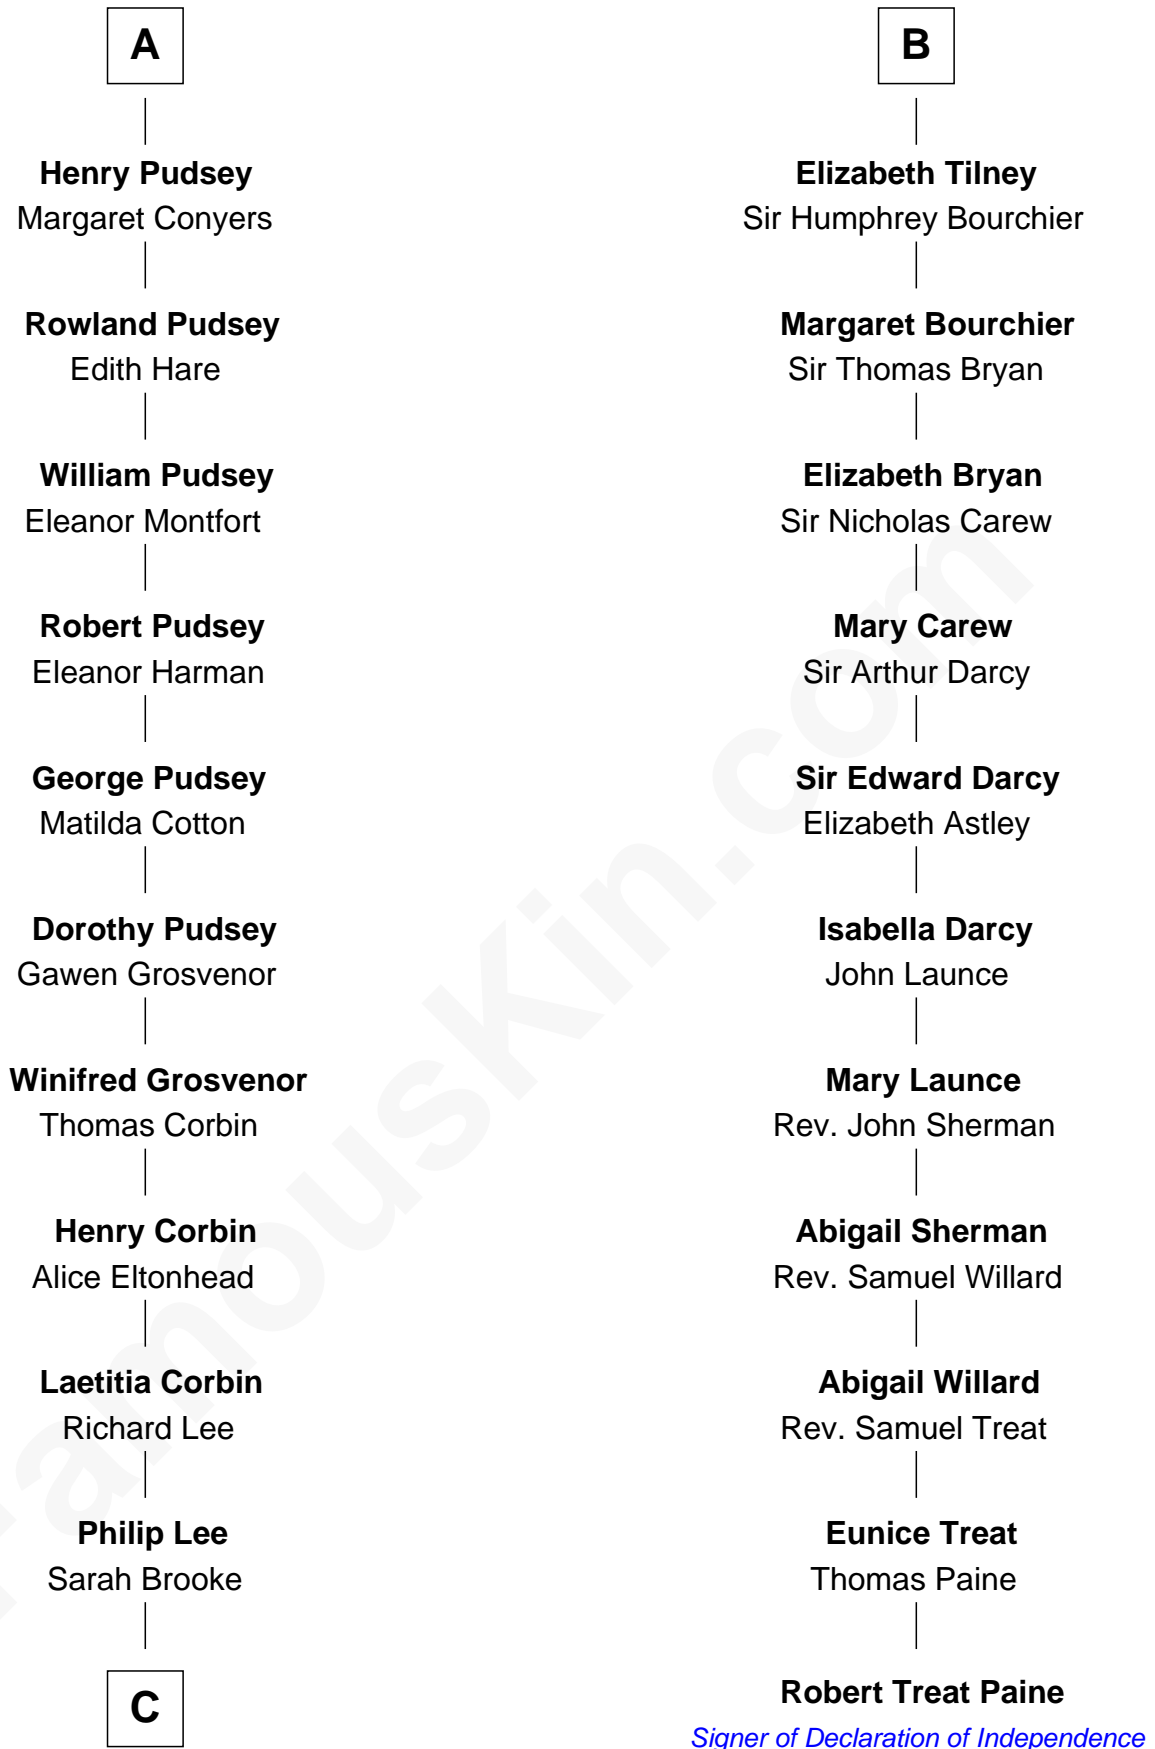 A
Henry Pudsey
Margaret Conyers
Rowland Pudsey
Edith Hare
William Pudsey
Eleanor Montfort
Robert Pudsey
Eleanor Harman
George Pudsey
Matilda Cotton
Dorothy Pudsey
Gawen Grosvenor
Winifred Grosvenor
Thomas Corbin
Henry Corbin
Alice Eltonhead
Laetitia Corbin
Richard Lee
Philip Lee
Sarah Brooke
C
B
Elizabeth Tilney
Sir Humphrey Bourchier
Margaret Bourchier
Sir Thomas Bryan
Elizabeth Bryan
Sir Nicholas Carew
Mary Carew
Sir Arthur Darcy
Sir Edward Darcy
Elizabeth Astley
Isabella Darcy
John Launce
Mary Launce
Rev. John Sherman
Abigail Sherman
Rev. Samuel Willard
Abigail Willard
Rev. Samuel Treat
Eunice Treat
Thomas Paine
Robert Treat Paine
Signer of Declaration of Independence
FamousKin.com